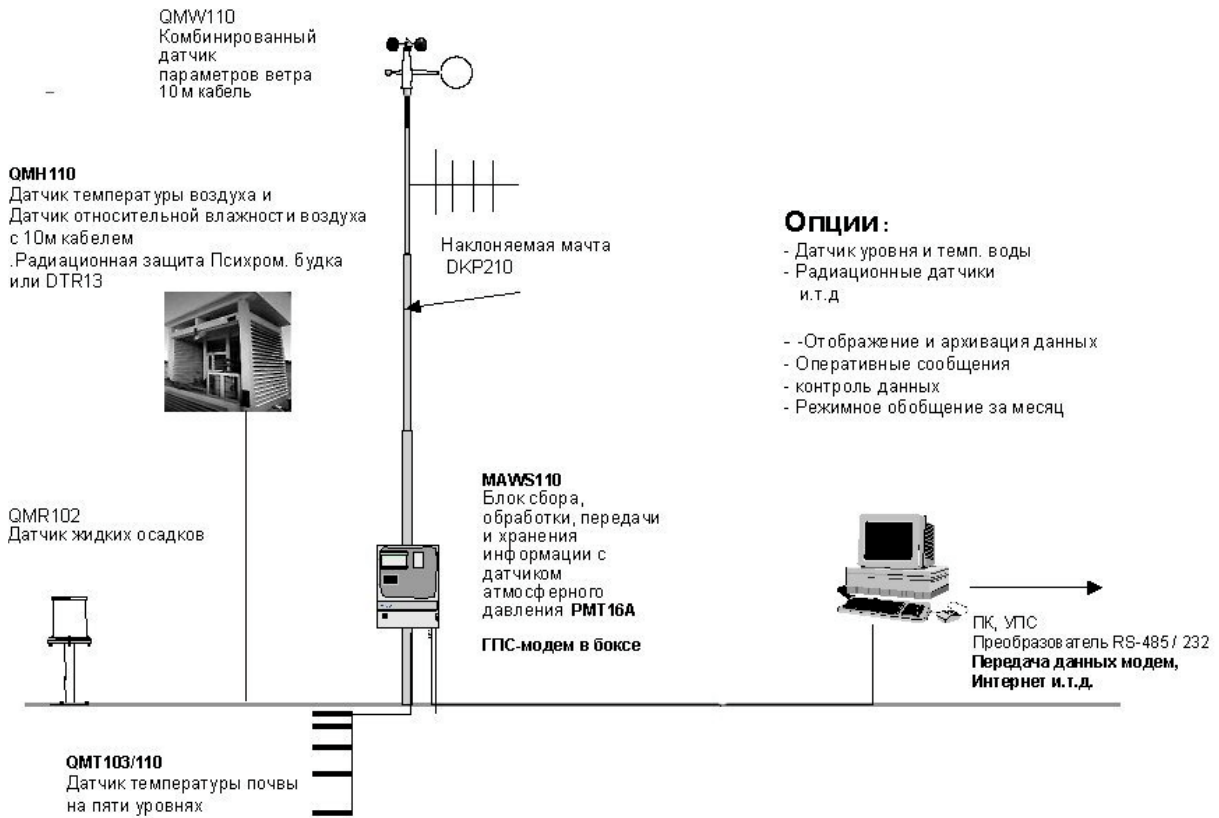 QMW110
Комбинированный
датчик
параметров ветра
10 м кабель
QMH110
Датчик температуры воздуха и
Датчик относительной влажности воздуха
с 10м кабелем
.Радиационная защита Психром. будка
или DTR13
Наклоняемая мачта
DKP210
Опции:
- Датчик уровня и темп. воды
- Радиационные датчики
и.т.д
- -Отображение и архивация данных
- Оперативные сообщения
- контроль данных
- Режимное обобщение за месяц
QMR102
Датчик жидких осадков
MAWS110
Блок сбора,
обработки, передачи
и хранения
информации с
датчиком
атмосферного
давления PMT16A
ГПС-модем в боксе
ПК, УПС
Преобразователь RS-485 / 232
Передача данных модем,
Интернет и.т.д.
QMT103/110
Датчик температуры почвы
на пяти уровнях